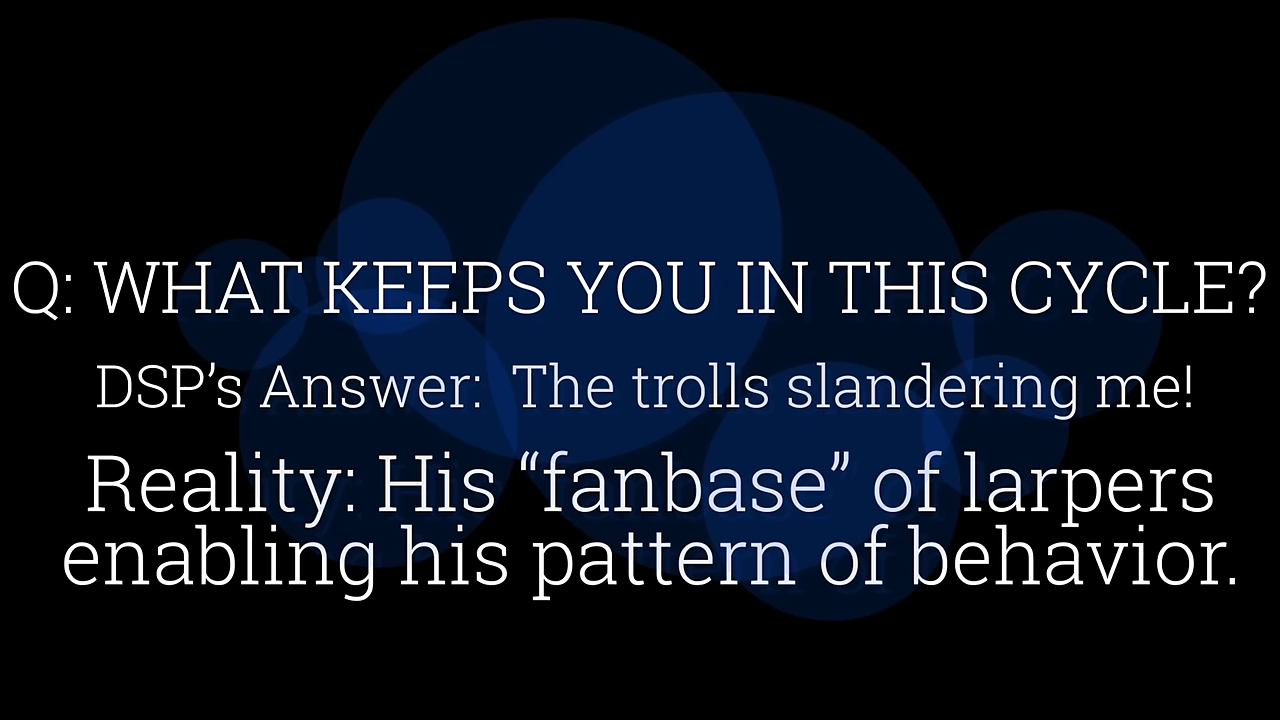 Q: WHAT KEEPS YOU IN THIS CYCLE?
DSP’s Answer:  The trolls slandering me!
Reality: His “fanbase” of larpers
enabling his pattern of behavior.